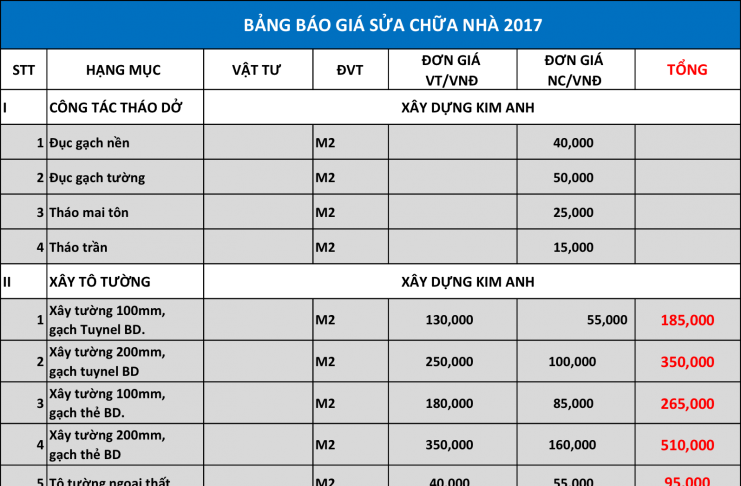 BẢNG BÁO GIÁ SỬA CHỮA NHÀ 2017
STT HẠNG MỤC VẬT TƯ ĐVT ĐƠN GIÁ VT/VNĐ ĐƠN GIÁ NC/VNĐ TỔNG
I CÔNG TÁC THÁO DỞ XÂY DỰNG KIM ANH
1 Đục gạch nền M2 40,000
2 Đục gạch tường M2 50,000
3 Tháo mai tôn M2 25,000
4 Tháo trần M2 15,000
II XÂY TÔ TƯỜNG XÂY DỰNG KIM ANH
1 Xây tường 100mm, gạch Tuynel BD. M2 130,000 55,000 185,000
2 Xây tường 200mm, gạch tuynel BD M2 250,000 100,000 350,000
3 Xây tường 100mm, gạch thẻ BD. M2 180,000 85,000 265,000
4 Xây tường 200mm, gạch thẻ BD M2 350,000 160,000 510,000
5 Tô tường ngoại thất M2 40,000 55,000 95,000